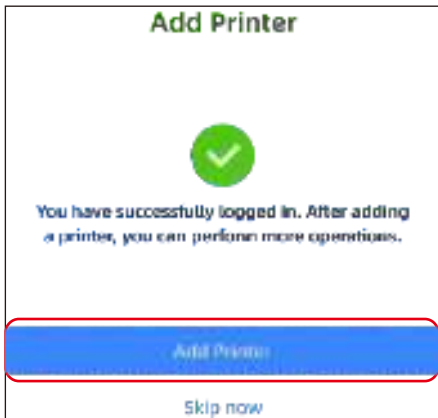 Add Printer
You have successfully logged in. After adding
a printer, you can perform more operations.
Add Printer
Skip now